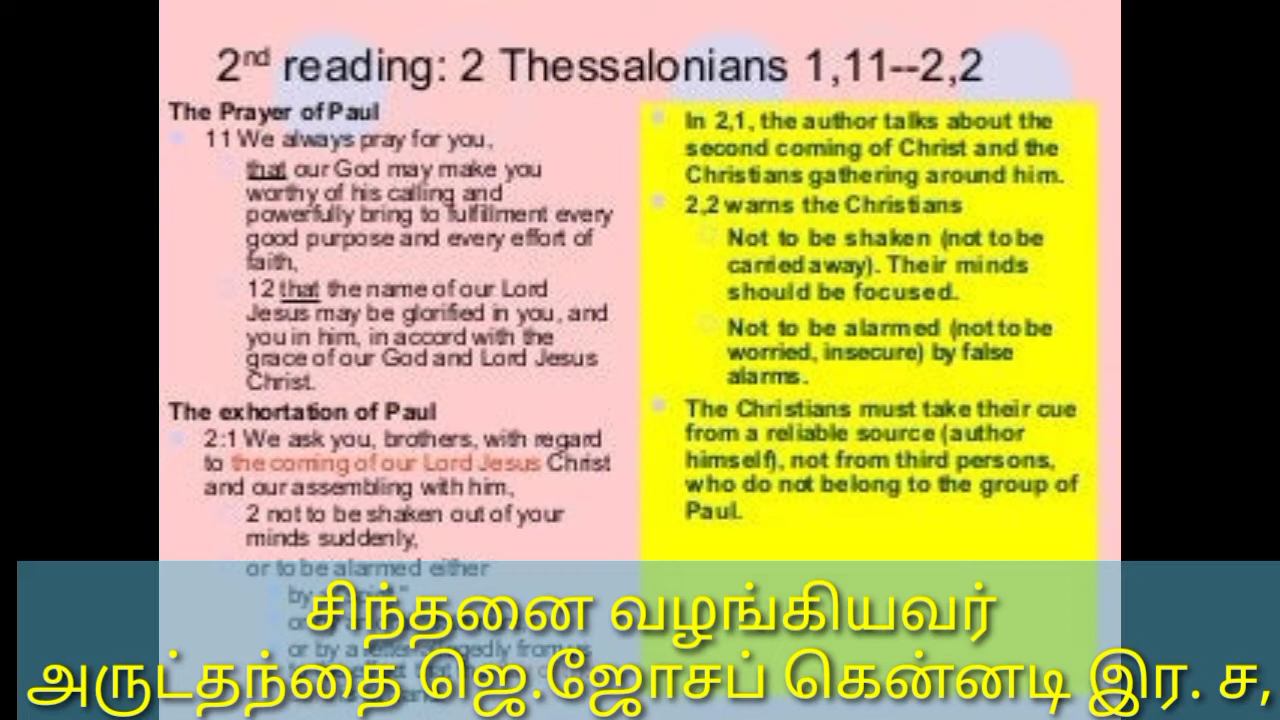 2nd reading: 2 Thessalonians 1,11--2,2
The Prayer of Paul
11 We always pray for you,
that our God may make you
worthy of his calling and
powerfully bring to fulfillment every
good purpose and every effort of
faith,
12 that the name of our Lord
Jesus may be glorified in you, and
you in him, in accord with the
grace of our God and Lord Jesus
Christ.
The exhortation of Paul
2:1 We ask you, brothers, with regard
to the coming of our Lord Jesus Christ
and our assembling with him,
2 not to be shaken out of your
minds suddenly,
or to be alarmed either
by
or
or by a letter allegedly from us
In 2,1, the author talks about the
second coming of Christ and the
Christians gathering around him.
2,2 warns the Christians
Not to be shaken (not to be
carried away). Their minds
should be focused.
Not to be alarmed (not to be
worried, insecure) by false
alarms.
The Christians must take their cue
from a reliable source (author
himself), not from third persons,
who do not belong to the group of
Paul.
சிந்தனை வழங்கியவர்
அருட்தந்தை ஜெ.ஜோசப் கென்னடி இர. ச,